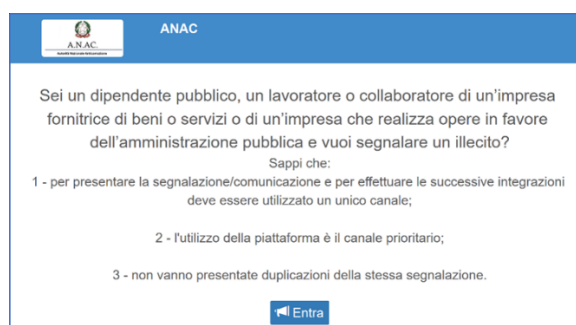 ANAC
A.N.AC.
Sei un dipendente pubblico, un lavoratore o collaboratore di un'impresa
fornitrice di beni o servizi o di un'impresa che realizza opere in favore
dell'amministrazione pubblica e vuoi segnalare un illecito?
Sappi che:
1 - per presentare la segnalazione/comunicazione e per effettuare le successive integrazioni
deve essere utilizzato un unico canale;
2 - l'utilizzo della piattaforma è il canale prioritario;
3 - non vanno presentate duplicazioni della stessa segnalazione.
Entra